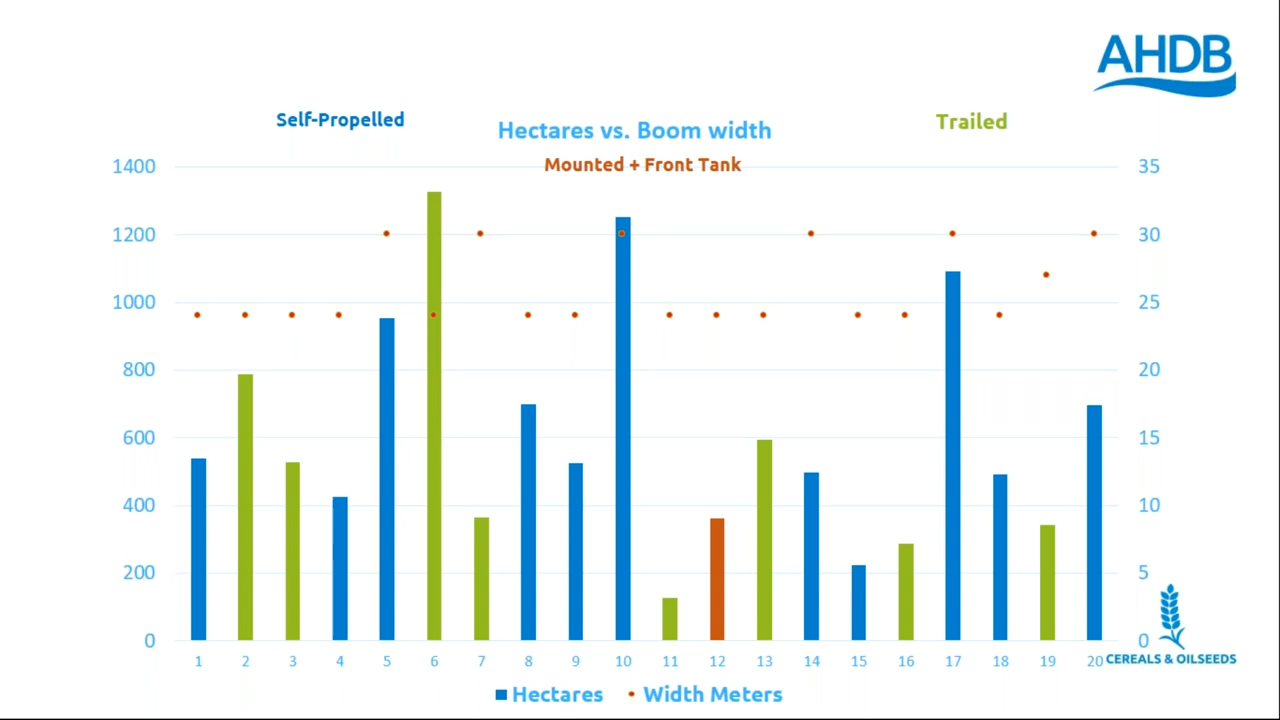 AHDB
Self-Propelled
Hectares vs. Boom width
Trailed
Mounted + Front Tank
1400 35
1200 30
1000 25
800 20
600 15
400 10
200 5
0 0
1 2 3 4 5 6 7 8 9 10 11 12 13 14 15 16 17 18 19 20
CEREALS & OILSEEDS
Hectares Width Meters